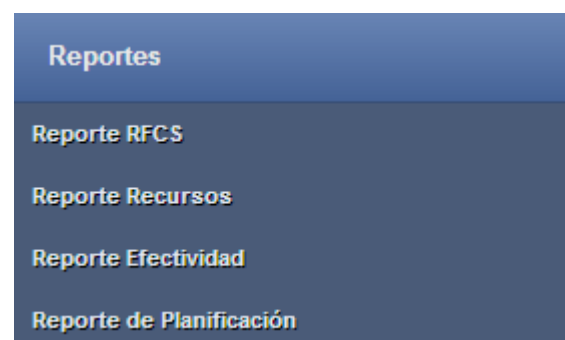 Reportes
Reporte RFCS
Reporte Recursos
Reporte Efectividad
Reporte de Planificación